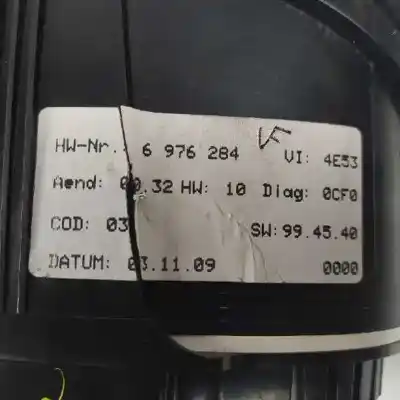 HW-Nr.: 6 976 284 VF VI: 4E53
Aend: 00.32 HW: 10 Diag: 0CF0
COD: 03 SW: 99.45.40
DATUM: 03.11.09 0000